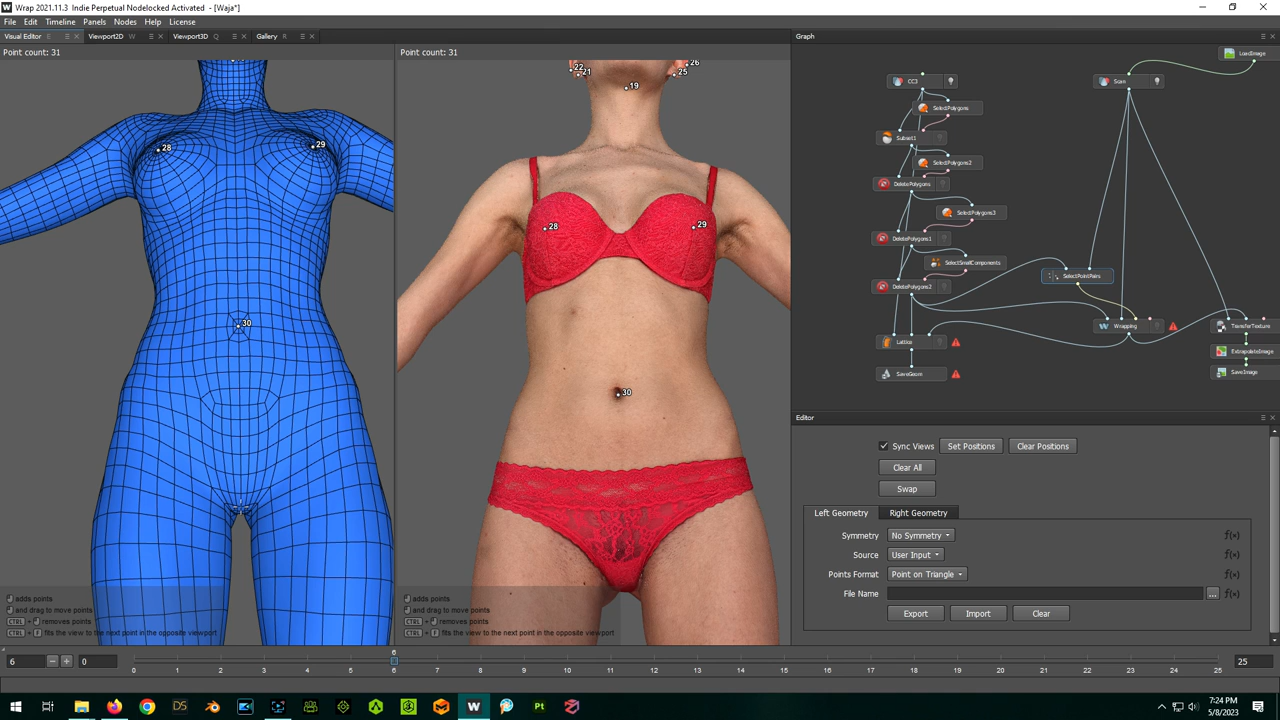 Wrap 2021.11.3 Indie Perpetual Nodelocked Activated - [Waja*]
File Edit Timeline Panels Nodes Help License
Visual Editor E Viewport2D W Viewport3D Q Gallery R
Graph
Point count: 31
Point count: 31
22
21
26
25
19
28
29
28
29
30
30
LoadImage
CC3
Scan
SelectPolygons
Subset1
SelectPolygons2
DeletePolygons
SelectPolygons3
DeletePolygons1
SelectSmallComponents
SelectPointPairs
DeletePolygons2
Wrapping
TransferTexture
Lattice
ExtrapolateImage
SaveGeom
SaveImage
Editor
Sync Views Set Positions Clear Positions
Clear All
Swap
Left Geometry Right Geometry
Symmetry No Symmetry f(x)
Source User Input f(x)
Points Format Point on Triangle f(x)
File Name ... f(x)
Export Import Clear
adds points
and drag to move points
CTRL + removes points
CTRL + F fits the view to the next point in the opposite viewport
adds points
and drag to move points
CTRL + removes points
CTRL + F fits the view to the next point in the opposite viewport
6
6 0 25
0 1 2 3 4 5 6 7 8 9 10 11 12 13 14 15 16 17 18 19 20 21 22 23 24 25
DS W Pt
7:24 PM
5/8/2023